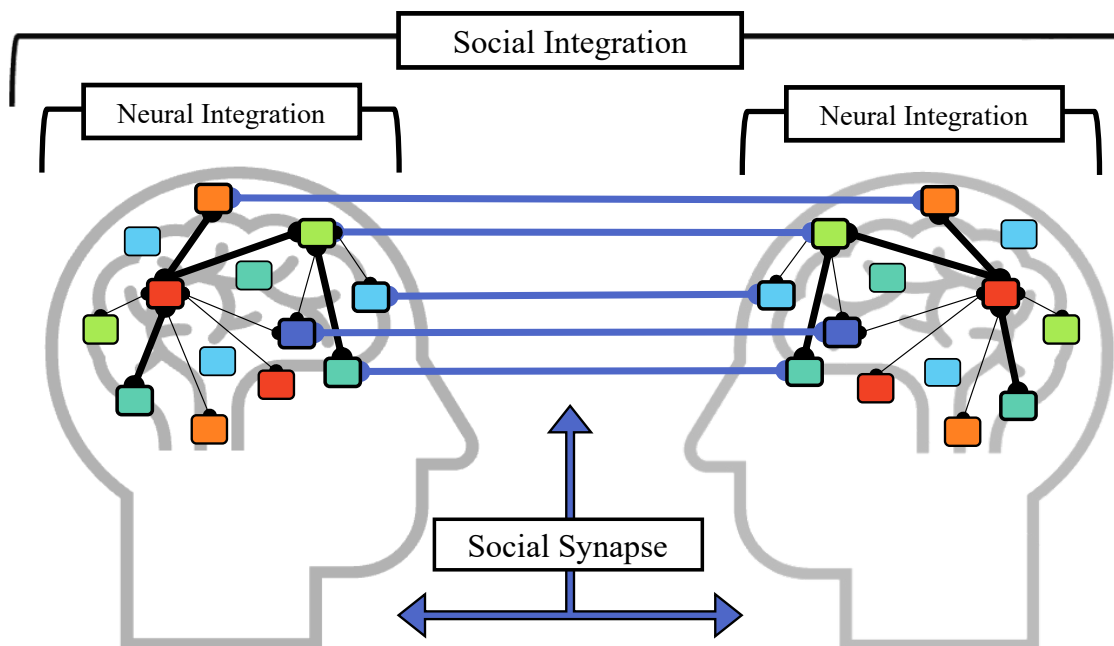 Social Integration
Neural Integration
Neural Integration
Social Synapse